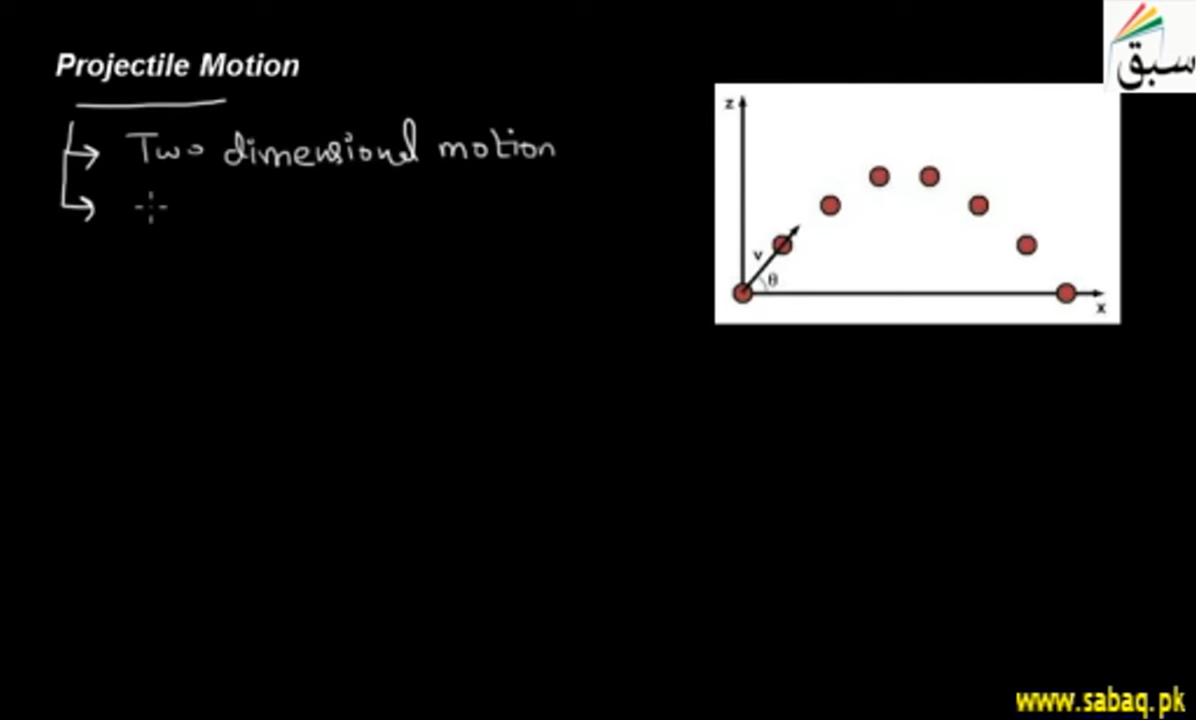 سبق
Projectile Motion
Two dimensional motion
z
v
θ
x
www.sabaq.pk